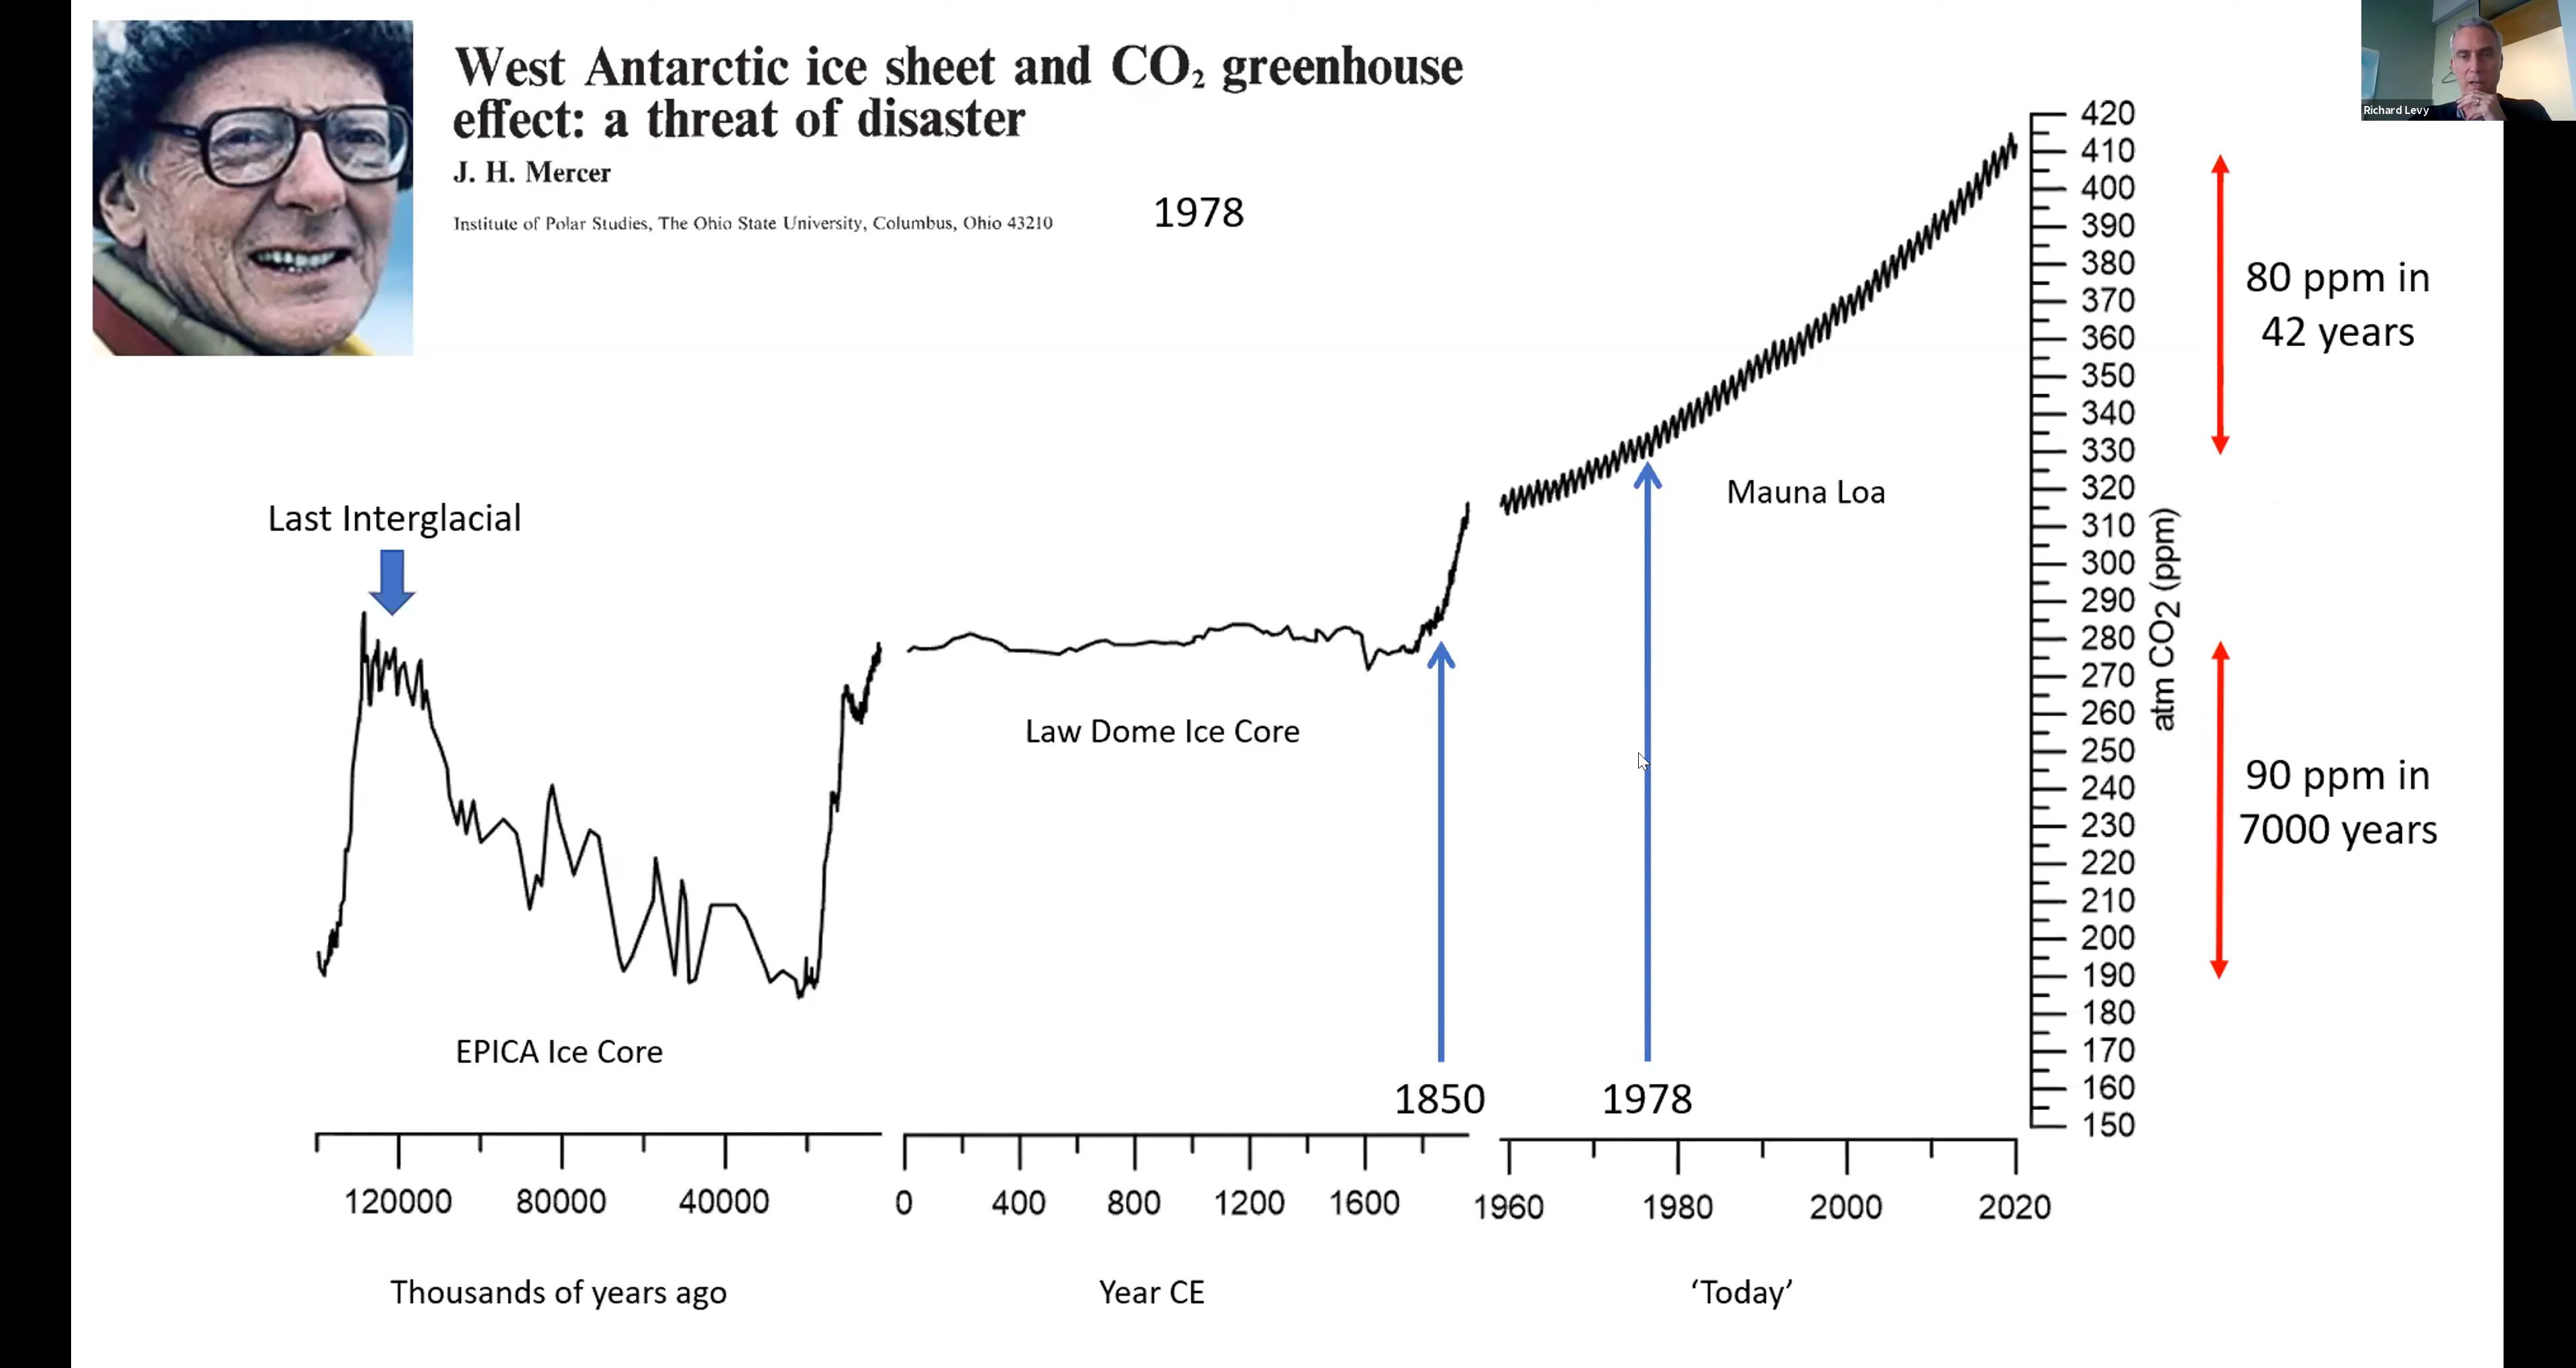 West Antarctic ice sheet and CO₂ greenhouse
effect: a threat of disaster
J. H. Mercer
Institute of Polar Studies, The Ohio State University, Columbus, Ohio 43210
1978
Richard Levy
420
410
400
390
380
370
360
350
340
330
320
310
300
290
280
270
260
250
240
230
220
210
200
190
180
170
160
150
atm CO2 (ppm)
80 ppm in
42 years
90 ppm in
7000 years
Last Interglacial
Mauna Loa
Law Dome Ice Core
EPICA Ice Core
1850
1978
120000 80000 40000
0 400 800 1200 1600
1960 1980 2000 2020
Thousands of years ago
Year CE
‘Today’